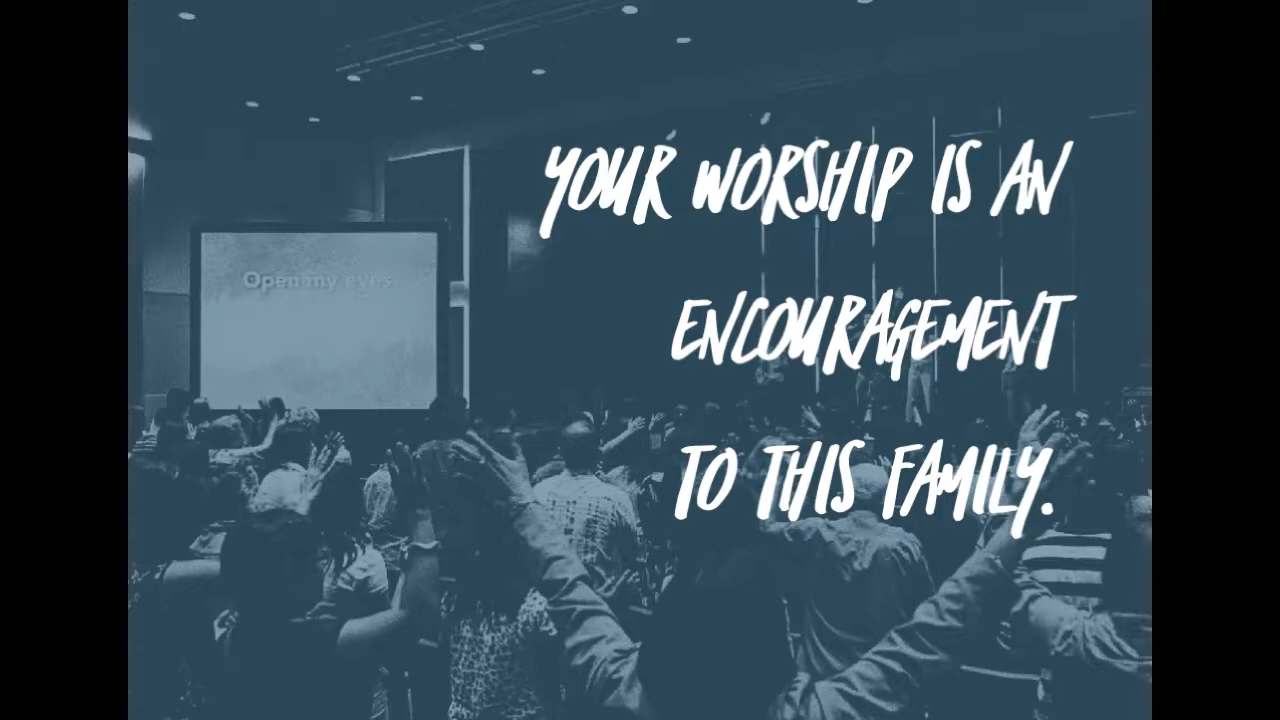 YOUR WORSHIP IS AN
ENCOURAGEMENT
TO THIS FAMILY.
Open my eyes